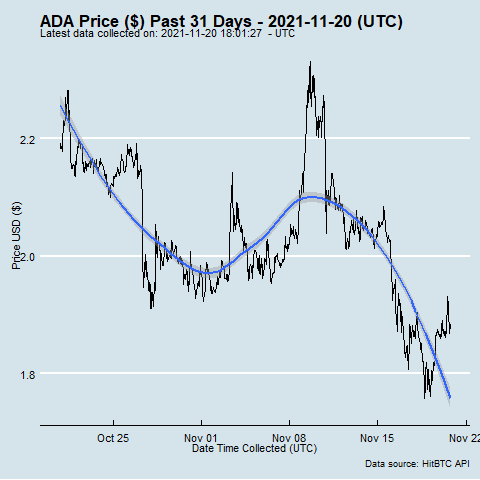 ADA Price ($) Past 31 Days - 2021-11-20 (UTC)
Latest data collected on: 2021-11-20 18:01:27 - UTC
Price USD ($)
2.2
2.0
1.8
Oct 25 Nov 01 Nov 08 Nov 15 Nov 22
Date Time Collected (UTC)
Data source: HitBTC API